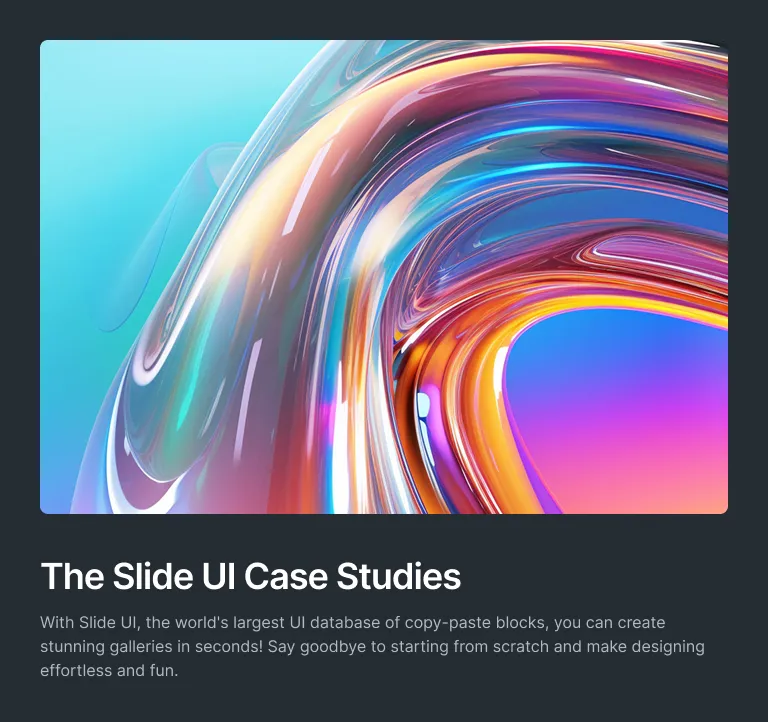 The Slide UI Case Studies
With Slide UI, the world's largest UI database of copy-paste blocks, you can create
stunning galleries in seconds! Say goodbye to starting from scratch and make designing
effortless and fun.